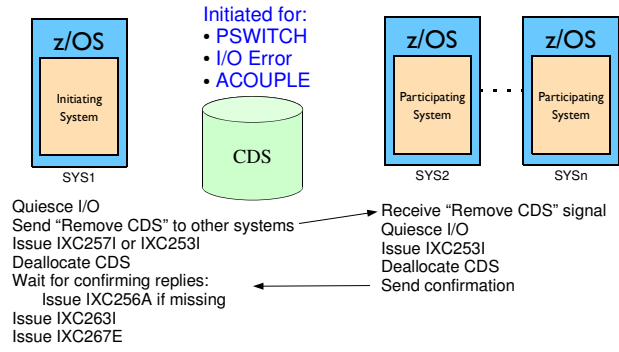 z/OS
Initiating
System
SYS1
Initiated for:
• PSWITCH
• I/O Error
• ACOUPLE
CDS
z/OS
Participating
System
SYS2
z/OS
Participating
System
SYSn
Quiesce I/O
Send “Remove CDS” to other systems
Issue IXC257I or IXC253I
Deallocate CDS
Wait for confirming replies:
Issue IXC256A if missing
Issue IXC263I
Issue IXC267E
Receive “Remove CDS” signal
Quiesce I/O
Issue IXC253I
Deallocate CDS
Send confirmation